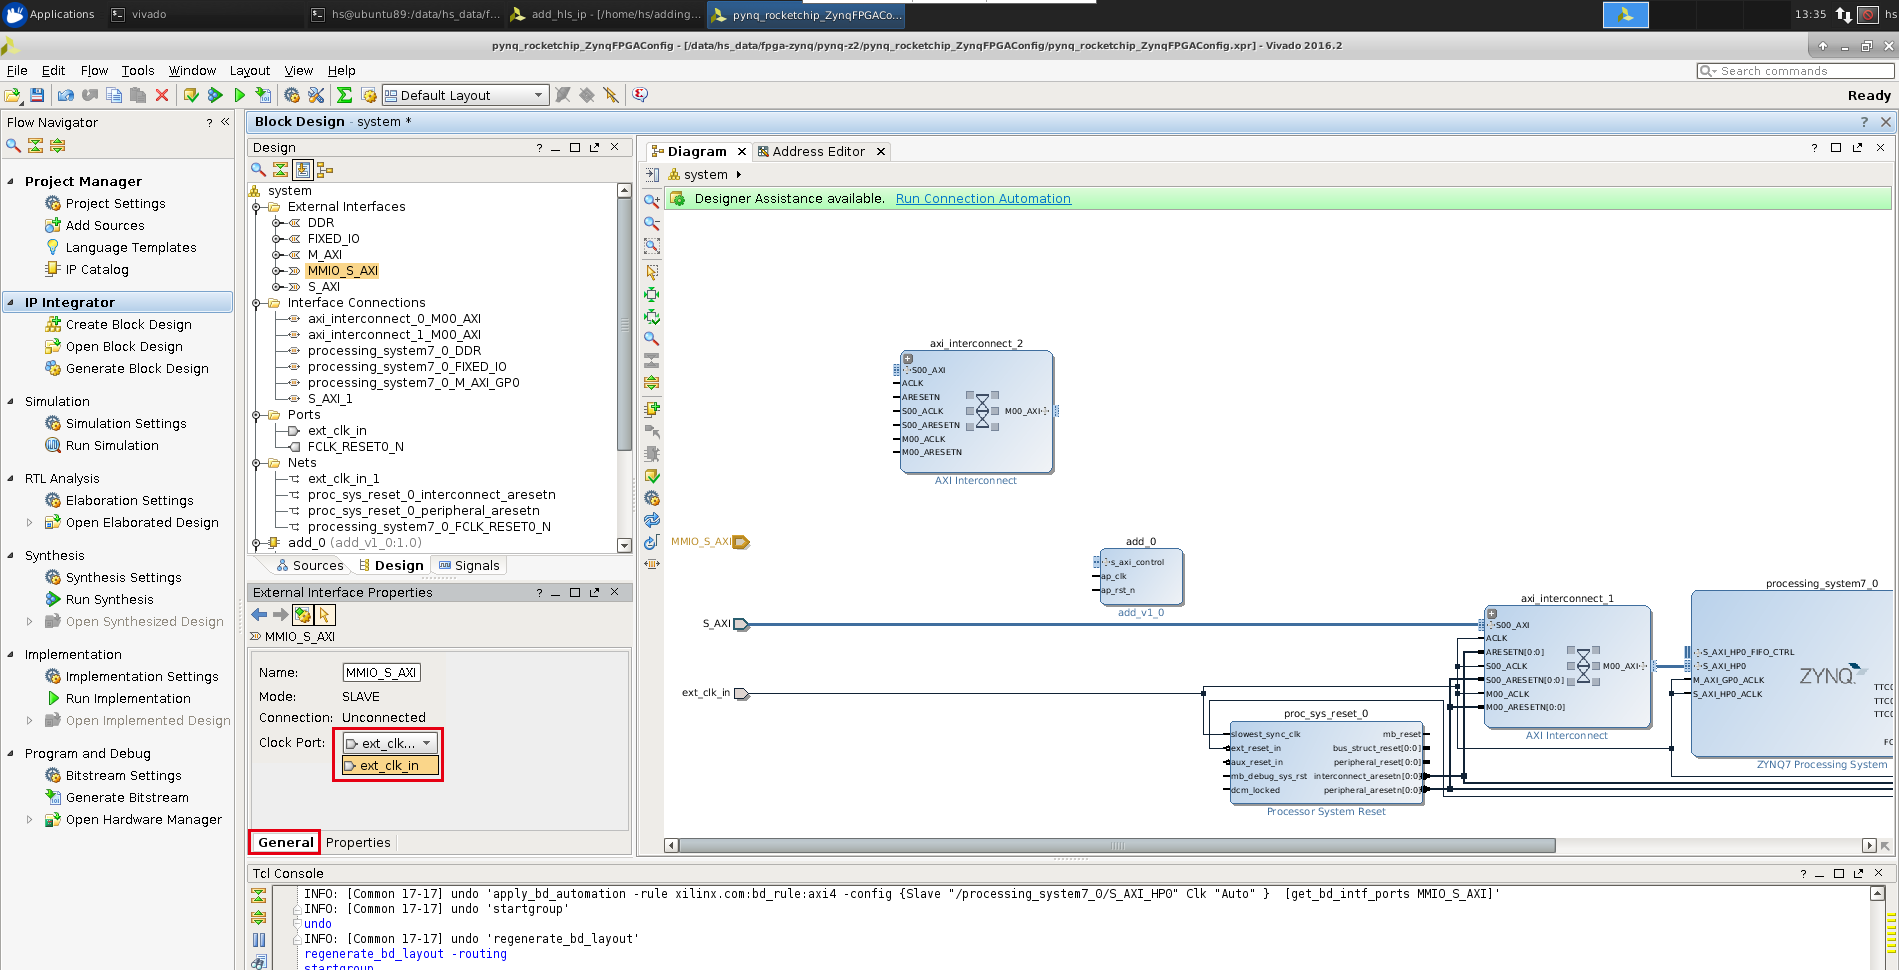 Applications
vivado
hs@ubuntu89:/data/hs_data/f...
add_hls_ip - [/home/hs/adding...
pynq_rocketchip_ZynqFPGACo...
13:35
hs
pynq_rocketchip_ZynqFPGAConfig - [/data/hs_data/fpga-zynq/pynq-z2/pynq_rocketchip_ZynqFPGAConfig/pynq_rocketchip_ZynqFPGAConfig.xpr] - Vivado 2016.2
File Edit Flow Tools Window Layout View Help
Search commands
Default Layout
Ready
Flow Navigator
Project Manager
Project Settings
Add Sources
Language Templates
IP Catalog
IP Integrator
Create Block Design
Open Block Design
Generate Block Design
Simulation
Simulation Settings
Run Simulation
RTL Analysis
Elaboration Settings
Open Elaborated Design
Synthesis
Synthesis Settings
Run Synthesis
Open Synthesized Design
Implementation
Implementation Settings
Run Implementation
Open Implemented Design
Program and Debug
Bitstream Settings
Generate Bitstream
Open Hardware Manager
Block Design - system *
Design
system
External Interfaces
DDR
FIXED_IO
M_AXI
MMIO_S_AXI
S_AXI
Interface Connections
axi_interconnect_0_M00_AXI
axi_interconnect_1_M00_AXI
processing_system7_0_DDR
processing_system7_0_FIXED_IO
processing_system7_0_M_AXI_GP0
S_AXI_1
Ports
ext_clk_in
FCLK_RESET0_N
Nets
ext_clk_in_1
proc_sys_reset_0_interconnect_aresetn
proc_sys_reset_0_peripheral_aresetn
processing_system7_0_FCLK_RESET0_N
add_0 (add_v1_0:1.0)
Sources Design Signals
External Interface Properties
MMIO_S_AXI
Name: MMIO_S_AXI
Mode: SLAVE
Connection: Unconnected
Clock Port: ext_clk...
ext_clk_in
General Properties
Diagram
Address Editor
system
Designer Assistance available. Run Connection Automation
axi_interconnect_2
S00_AXI
ACLK
ARESETN
S00_ACLK
S00_ARESETN
M00_ACLK
M00_ARESETN
M00_AXI
AXI Interconnect
MMIO_S_AXI
add_0
s_axi_control
ap_clk
ap_rst_n
add_v1_0
S_AXI
ext_clk_in
axi_interconnect_1
S00_AXI
ACLK
ARESETN[0:0]
S00_ACLK
S00_ARESETN[0:0]
M00_ACLK
M00_ARESETN[0:0]
M00_AXI
AXI Interconnect
proc_sys_reset_0
slowest_sync_clk
ext_reset_in
aux_reset_in
mb_debug_sys_rst
dcm_locked
mb_reset
bus_struct_reset[0:0]
peripheral_reset[0:0]
interconnect_aresetn[0:0]
peripheral_aresetn[0:0]
Processor System Reset
processing_system7_0
S_AXI_HP0_FIFO_CTRL
S_AXI_HP0
M_AXI_GP0_ACLK
S_AXI_HP0_ACLK
ZYNQ
TTC0
TTC0
TTC0
ZYNQ7 Processing System
Tcl Console
INFO: [Common 17-17] undo 'apply_bd_automation -rule xilinx.com:bd_rule:axi4 -config {Slave "/processing_system7_0/S_AXI_HP0" Clk "Auto" }  [get_bd_intf_ports MMIO_S_AXI]'
INFO: [Common 17-17] undo 'startgroup'
undo
INFO: [Common 17-17] undo 'regenerate_bd_layout'
regenerate_bd_layout -routing
startgroup